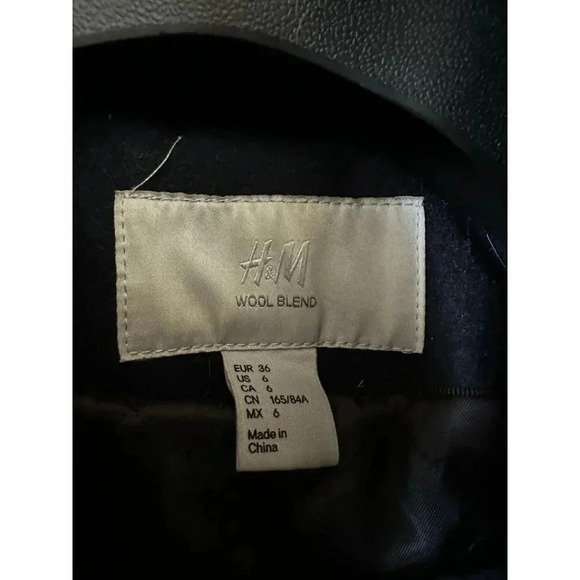 H&M
WOOL BLEND
EUR 36
US 6
CA 6
CN 165/84A
MX 6
Made in
China